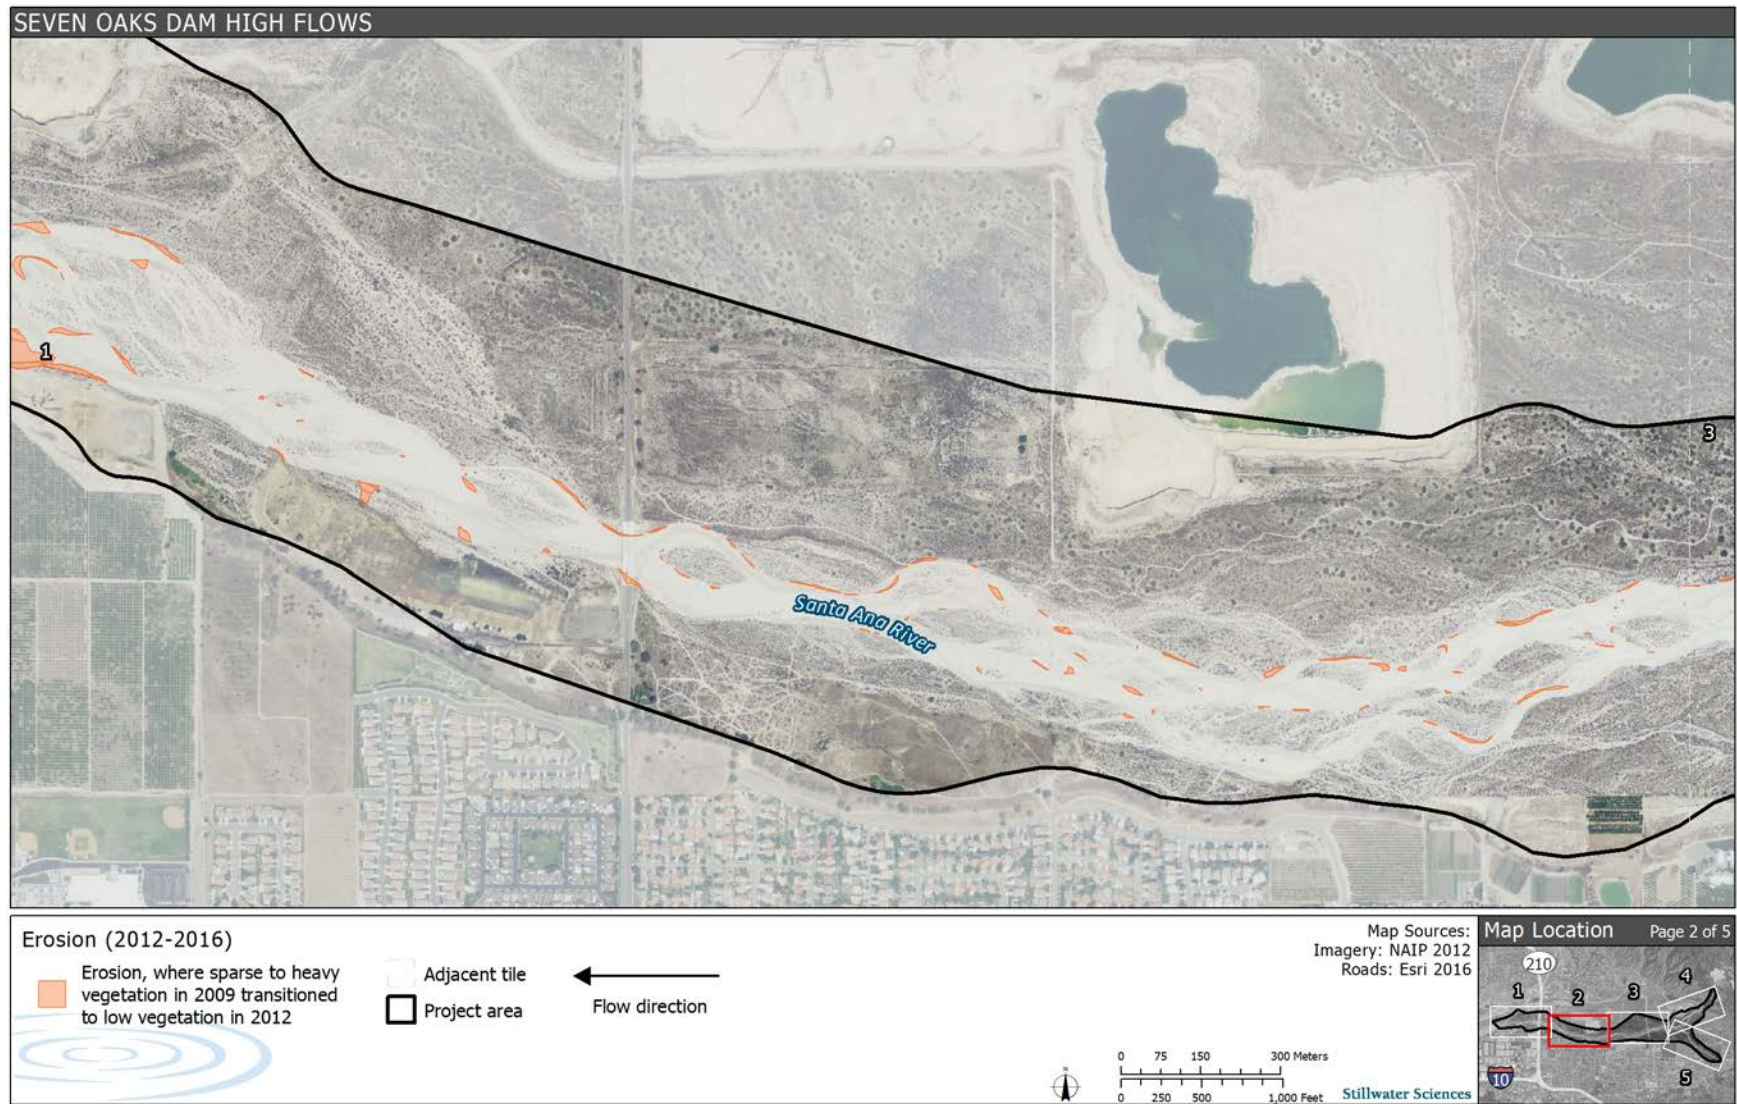 SEVEN OAKS DAM HIGH FLOWS
1
3
Santa Ana River
Erosion (2012-2016)
Erosion, where sparse to heavy
vegetation in 2009 transitioned
to low vegetation in 2012
Adjacent tile
Project area
Flow direction
Map Sources:
Imagery: NAIP 2012
Roads: Esri 2016
N
0 75 150 300 Meters
0 250 500 1,000 Feet
Stillwater Sciences
Map Location Page 2 of 5
210
4
1 2 3
10
5